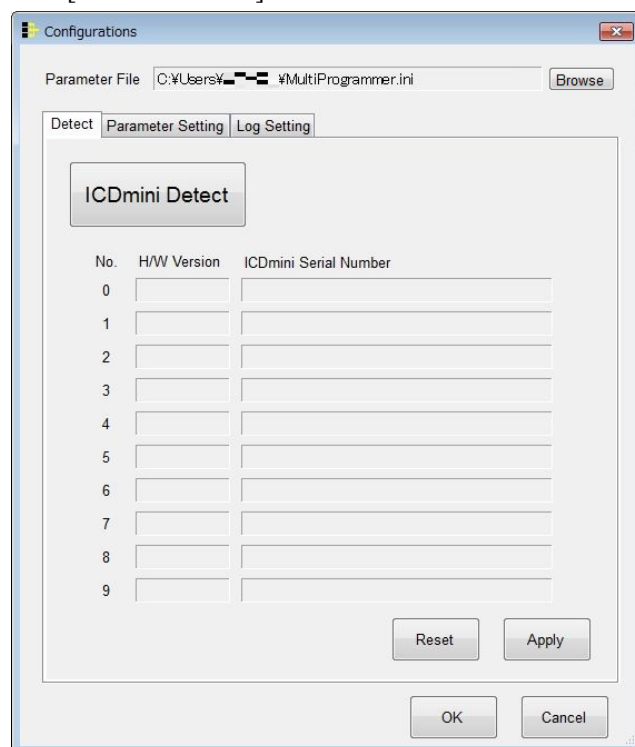 Configurations
Parameter File C:¥Users¥ ¥MultiProgrammer.ini Browse
Detect Parameter Setting Log Setting
ICDmini Detect
No. H/W Version ICDmini Serial Number
0
1
2
3
4
5
6
7
8
9
Reset Apply
OK Cancel